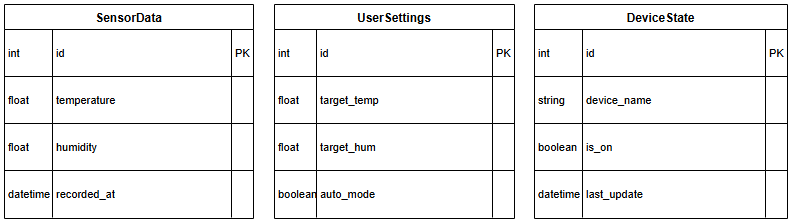 SensorData
int id PK
float temperature
float humidity
datetime recorded_at
UserSettings
int id PK
float target_temp
float target_hum
boolean auto_mode
DeviceState
int id PK
string device_name
boolean is_on
datetime last_update